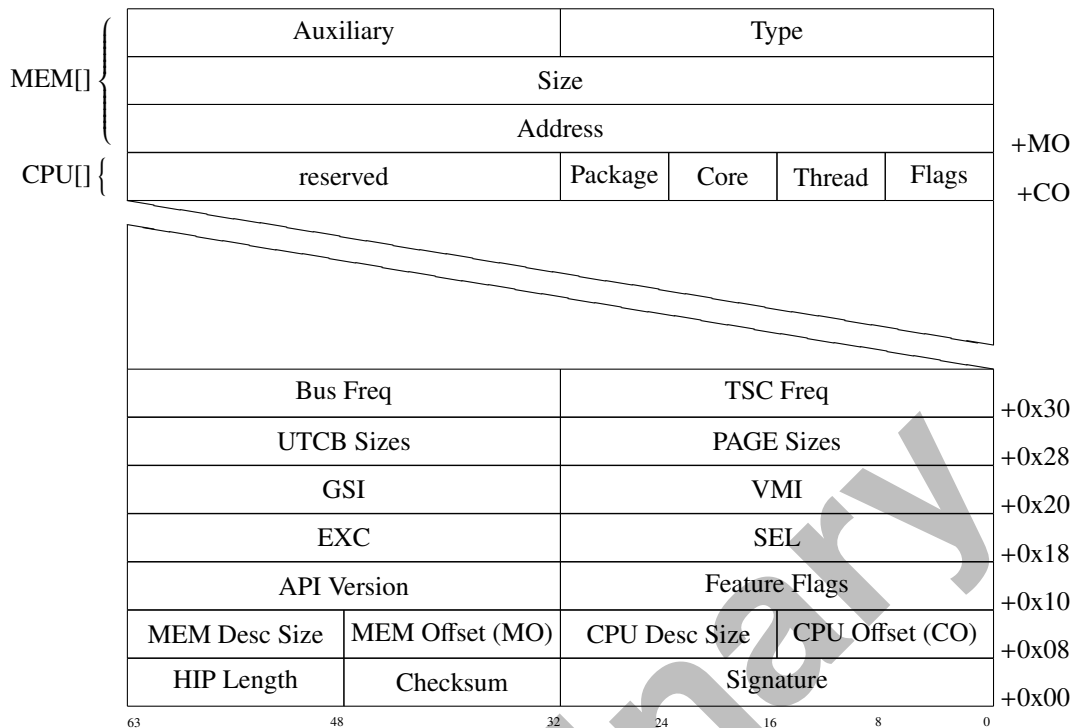 Auxiliary Type
MEM[] Size
Address
+MO
CPU[] reserved Package Core Thread Flags
+CO
Bus Freq TSC Freq
+0x30
UTCB Sizes PAGE Sizes
+0x28
GSI VMI
+0x20
EXC SEL
+0x18
API Version Feature Flags
+0x10
MEM Desc Size MEM Offset (MO) CPU Desc Size CPU Offset (CO)
+0x08
HIP Length Checksum Signature
+0x00
63 48 32 24 16 8 0